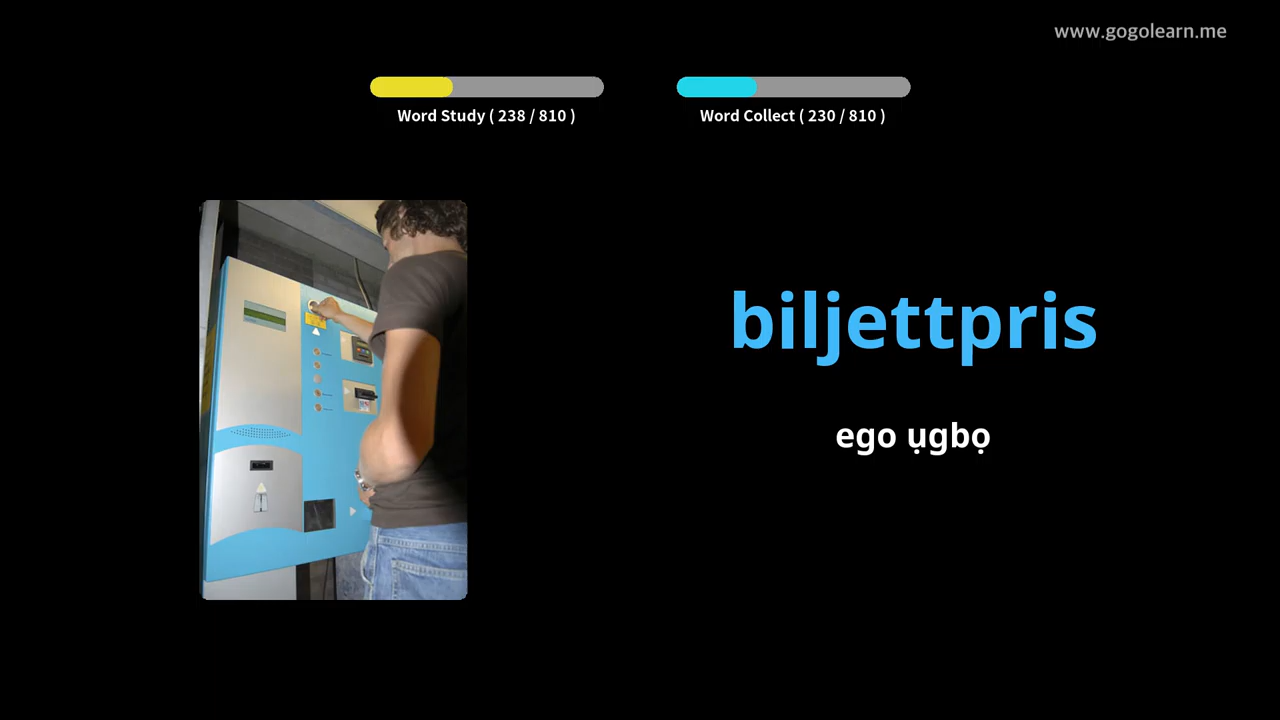 www.gogolearn.me
Word Study ( 238 / 810 )
Word Collect ( 230 / 810 )
biljettpris
ego ụgbọ